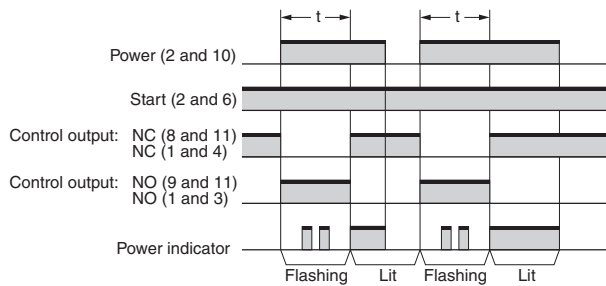 t t
Power (2 and 10)
Start (2 and 6)
Control output: NC (8 and 11)
NC (1 and 4)
Control output: NO (9 and 11)
NO (1 and 3)
Power indicator
Flashing Lit Flashing Lit